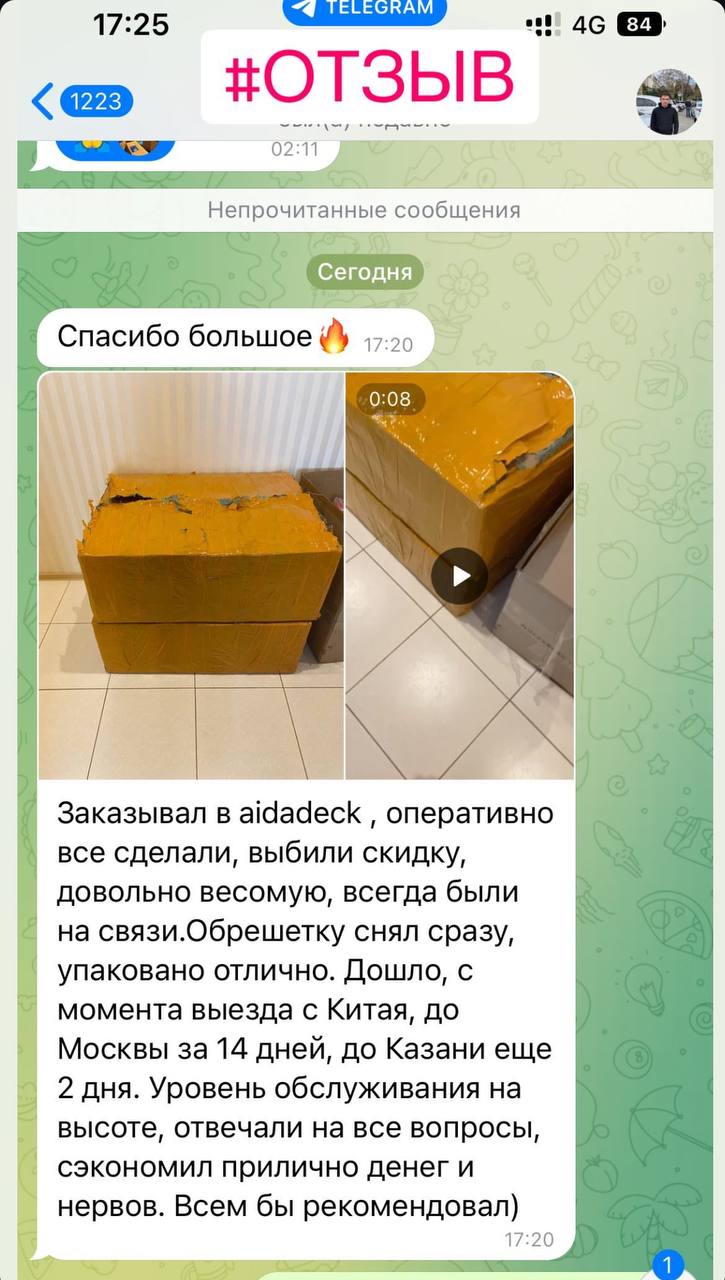 TELEGRAM
17:25
4G 84
#ОТЗЫВ
1223
02:11
Непрочитанные сообщения
Сегодня
Спасибо большое🔥 17:20
0:08
Заказывал в aidadeck , оперативно
все сделали, выбили скидку,
довольно весомую, всегда были
на связи.Обрешетку снял сразу,
упаковано отлично. Дошло, с
момента выезда с Китая, до
Москвы за 14 дней, до Казани еще
2 дня. Уровень обслуживания на
высоте, отвечали на все вопросы,
сэкономил прилично денег и
нервов. Всем бы рекомендовал)
17:20
1